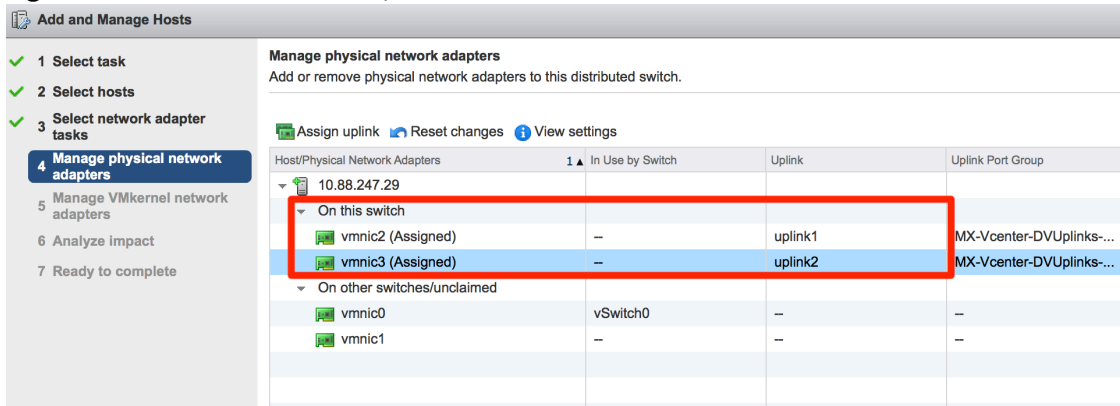 Add and Manage Hosts
1 Select task
2 Select hosts
3 Select network adapter
tasks
4 Manage physical network
adapters
5 Manage VMkernel network
adapters
6 Analyze impact
7 Ready to complete
Manage physical network adapters
Add or remove physical network adapters to this distributed switch.
Assign uplink Reset changes View settings
Host/Physical Network Adapters 1 ▲ In Use by Switch Uplink Uplink Port Group
10.88.247.29
On this switch
vmnic2 (Assigned) -- uplink1 MX-Vcenter-DVUplinks-...
vmnic3 (Assigned) -- uplink2 MX-Vcenter-DVUplinks-...
On other switches/unclaimed
vmnic0 vSwitch0 -- --
vmnic1 -- -- --